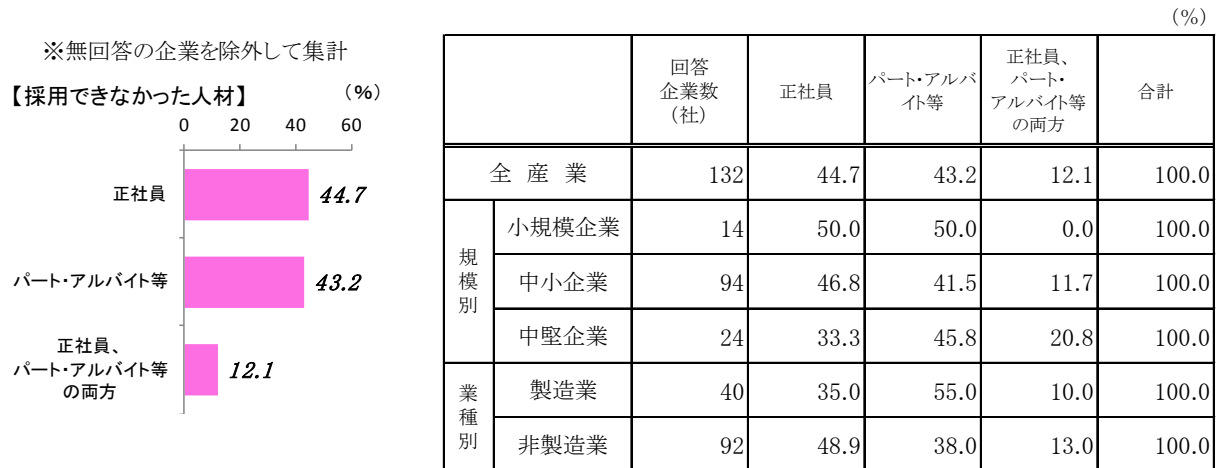 ※無回答の企業を除外して集計
【採用できなかった人材】 (%)
0 20 40 60
正社員 44.7
パート・アルバイト等 43.2
正社員、
パート・アルバイト等
の両方
12.1
(%)
回答
企業数
(社)
正社員
パート・アルバ
イト等
正社員、
パート・
アルバイト等
の両方
合計
全産業 132 44.7 43.2 12.1 100.0
規模別
小規模企業 14 50.0 50.0 0.0 100.0
中小企業 94 46.8 41.5 11.7 100.0
中堅企業 24 33.3 45.8 20.8 100.0
業種別
製造業 40 35.0 55.0 10.0 100.0
非製造業 92 48.9 38.0 13.0 100.0